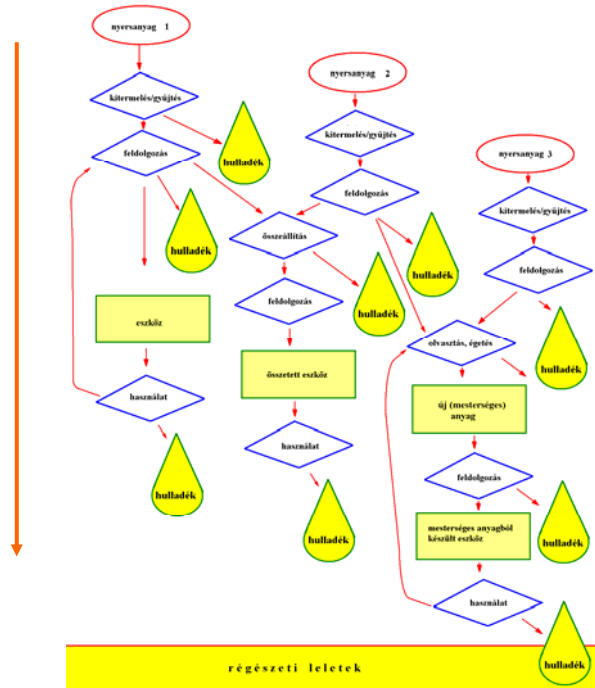 nyersanyag 1
kitermelés/gyűjtés
feldolgozás
hulladék
hulladék
eszköz
használat
hulladék
nyersanyag 2
kitermelés/gyűjtés
feldolgozás
hulladék
összeállítás
hulladék
feldolgozás
összetett eszköz
használat
hulladék
nyersanyag 3
kitermelés/gyűjtés
feldolgozás
hulladék
olvasztás, égetés
új (mesterséges)
anyag
feldolgozás
hulladék
mesterséges anyagból
készült eszköz
használat
hulladék
régészeti leletek